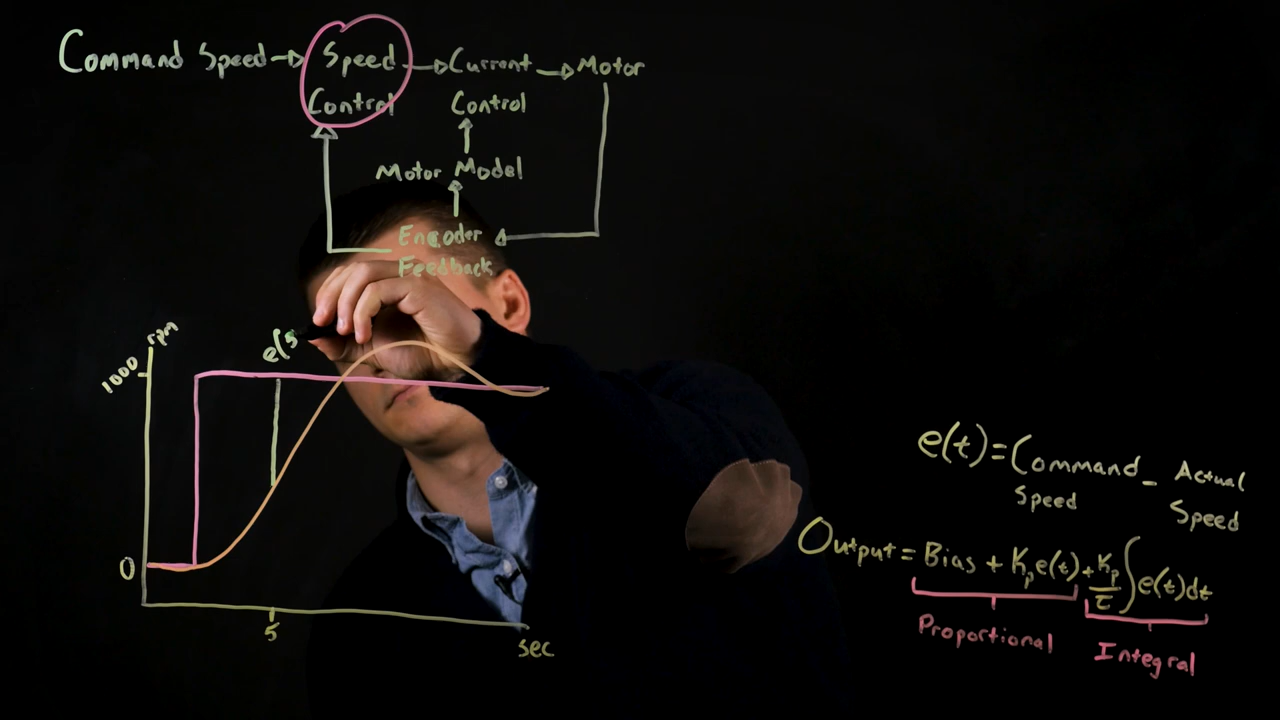 Command Speed Speed Current Motor
Control Control
Motor Model
Encoder
Feedback
rpm
1000
e(5
0
5
sec
e(t)=Command - Actual
Speed Speed
Output = Bias + Kpe(t) + Kp/τ ∫e(t)dt
Proportional
Integral